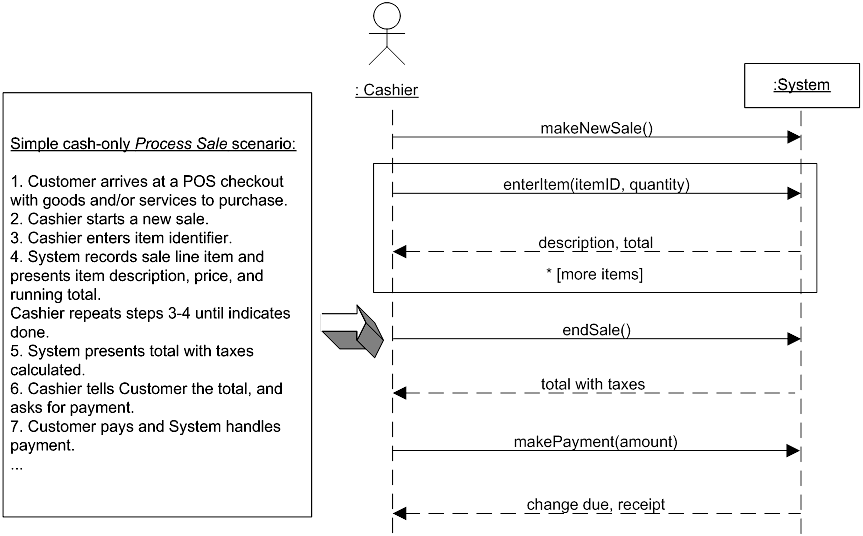 Simple cash-only Process Sale scenario:
1. Customer arrives at a POS checkout
with goods and/or services to purchase.
2. Cashier starts a new sale.
3. Cashier enters item identifier.
4. System records sale line item and
presents item description, price, and
running total.
Cashier repeats steps 3-4 until indicates
done.
5. System presents total with taxes
calculated.
6. Cashier tells Customer the total, and
asks for payment.
7. Customer pays and System handles
payment.
...
: Cashier
:System
makeNewSale()
enterItem(itemID, quantity)
description, total
* [more items]
endSale()
total with taxes
makePayment(amount)
change due, receipt